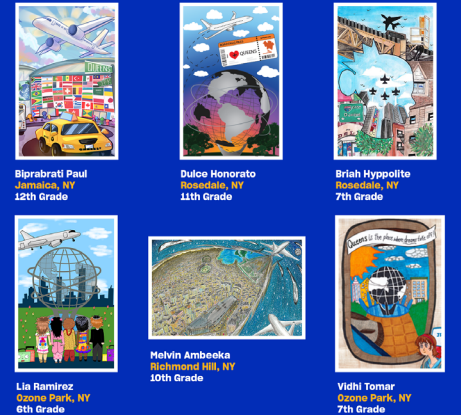 QUEENS
I ♥ QUEENS
Biprabrati Paul
Jamaica, NY
12th Grade
Dulce Honorato
Rosedale, NY
11th Grade
Briah Hyppolite
Rosedale, NY
7th Grade
Queens is the place where dreams take off!
Lia Ramirez
Ozone Park, NY
6th Grade
Melvin Ambeeka
Richmond Hill, NY
10th Grade
Vidhi Tomar
Ozone Park, NY
7th Grade